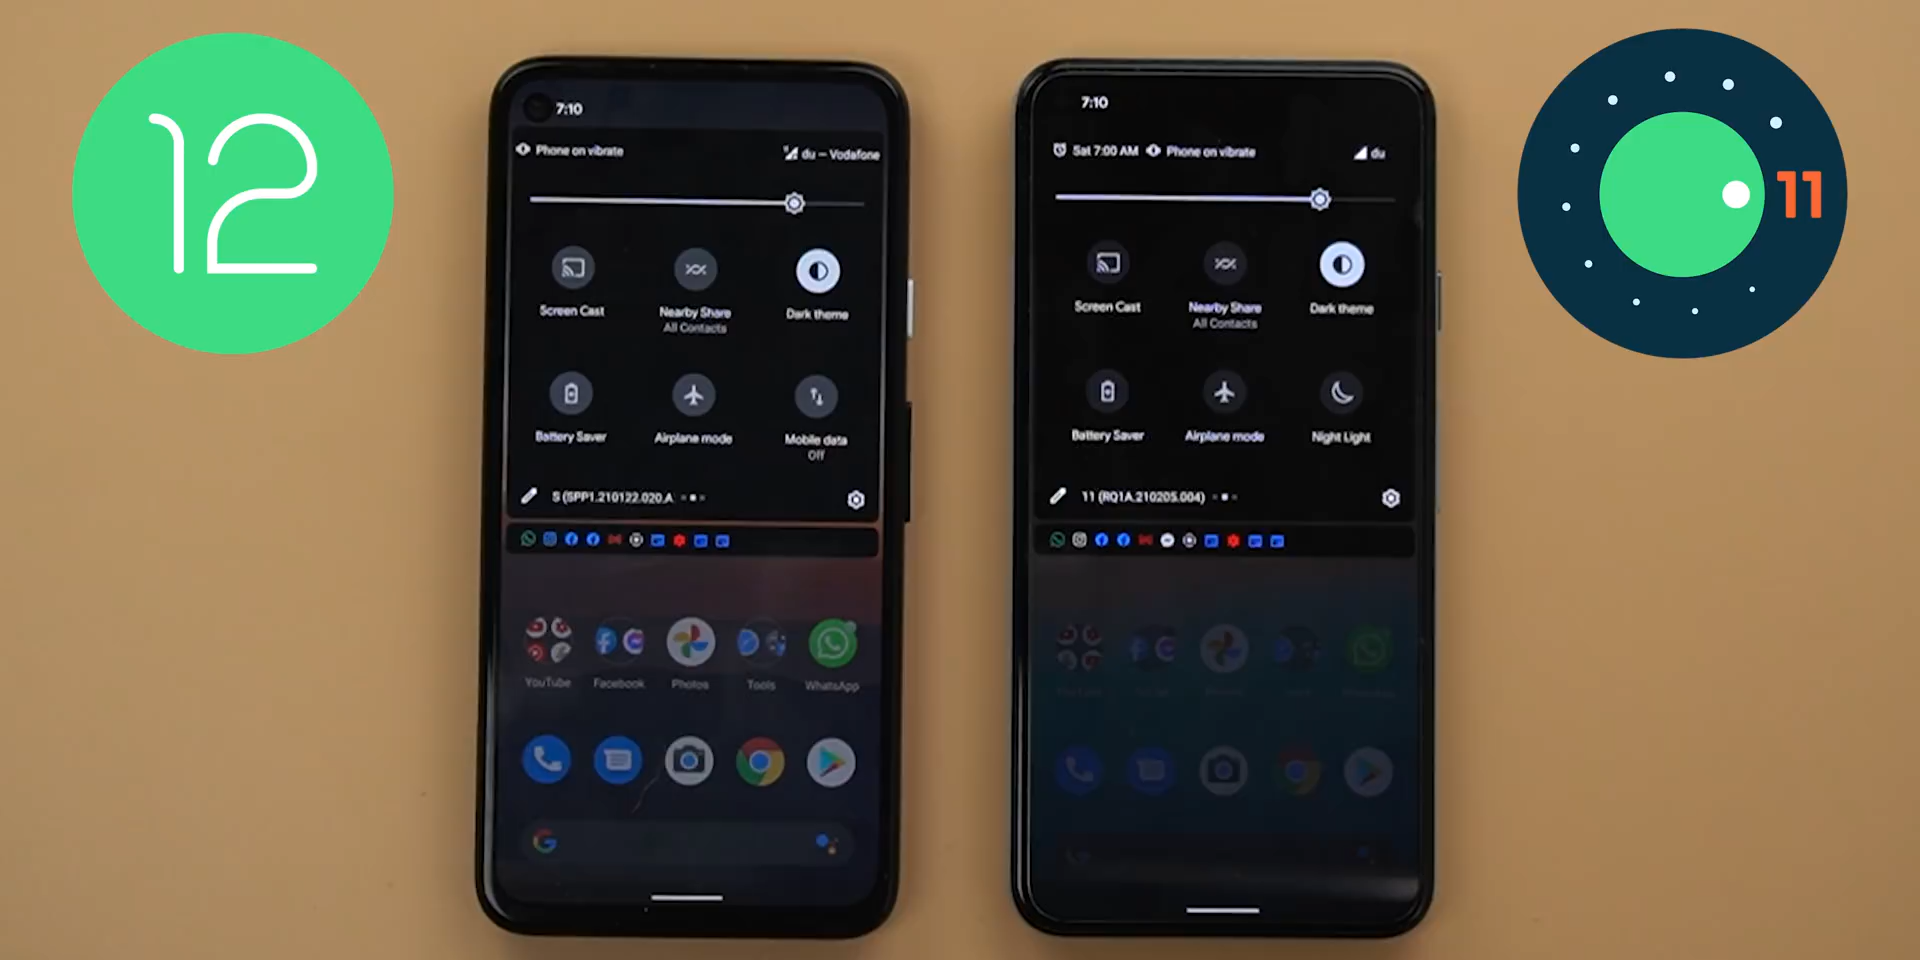 12
7:10
Phone on vibrate
du – Vodafone
Screen Cast
Nearby Share
All Contacts
Dark theme
Battery Saver
Airplane mode
Mobile data
Off
S (SPP1.210122.020.A
YouTube
Facebook
Photos
Tools
WhatsApp
7:10
Sat 7:00 AM
Phone on vibrate
du
Screen Cast
Nearby Share
All Contacts
Dark theme
Battery Saver
Airplane mode
Night Light
11 (RQ1A.210205.004)
11